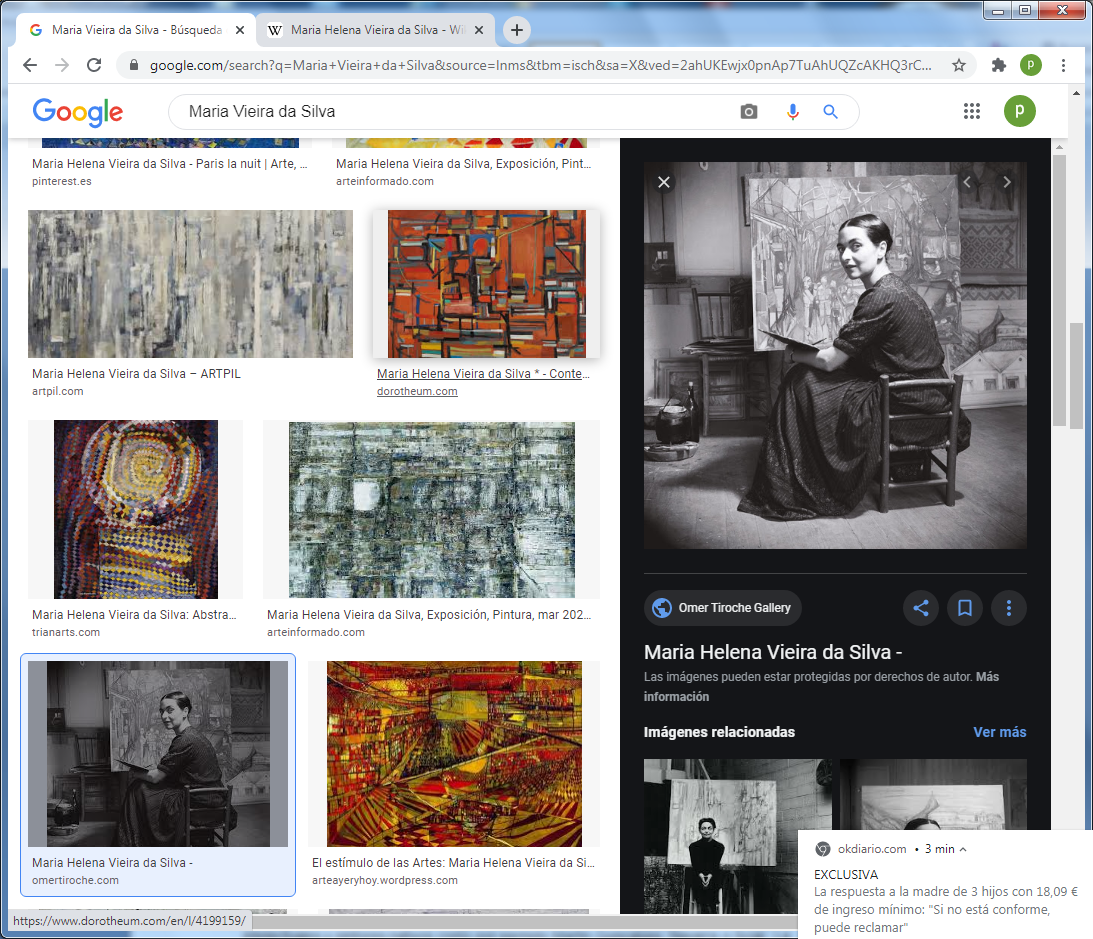 Maria Vieira da Silva - Búsqueda
Maria Helena Vieira da Silva - Wi
google.com/search?q=Maria+Vieira+da+Silva&source=lnms&tbm=isch&sa=X&ved=2ahUKEwjx0pnAp7TuAhUQZcAKHQ3rC...
P
Google
Maria Vieira da Silva
P
Maria Helena Vieira da Silva - Paris la nuit | Arte, ...
pinterest.es
Maria Helena Vieira da Silva, Exposición, Pint...
arteinformado.com
Maria Helena Vieira da Silva – ARTPIL
artpil.com
Maria Helena Vieira da Silva * - Conte...
dorotheum.com
Maria Helena Vieira da Silva: Abstra...
trianarts.com
Maria Helena Vieira da Silva, Exposición, Pintura, mar 202...
arteinformado.com
Maria Helena Vieira da Silva -
omertiroche.com
El estímulo de las Artes: Maria Helena Vieira da Si...
arteayeryhoy.wordpress.com
https://www.dorotheum.com/en/l/4199159/
Omer Tiroche Gallery
Maria Helena Vieira da Silva -
Las imágenes pueden estar protegidas por derechos de autor. Más
información
Imágenes relacionadas
Ver más
okdiario.com • 3 min
EXCLUSIVA
La respuesta a la madre de 3 hijos con 18,09 €
de ingreso mínimo: "Si no está conforme,
puede reclamar"